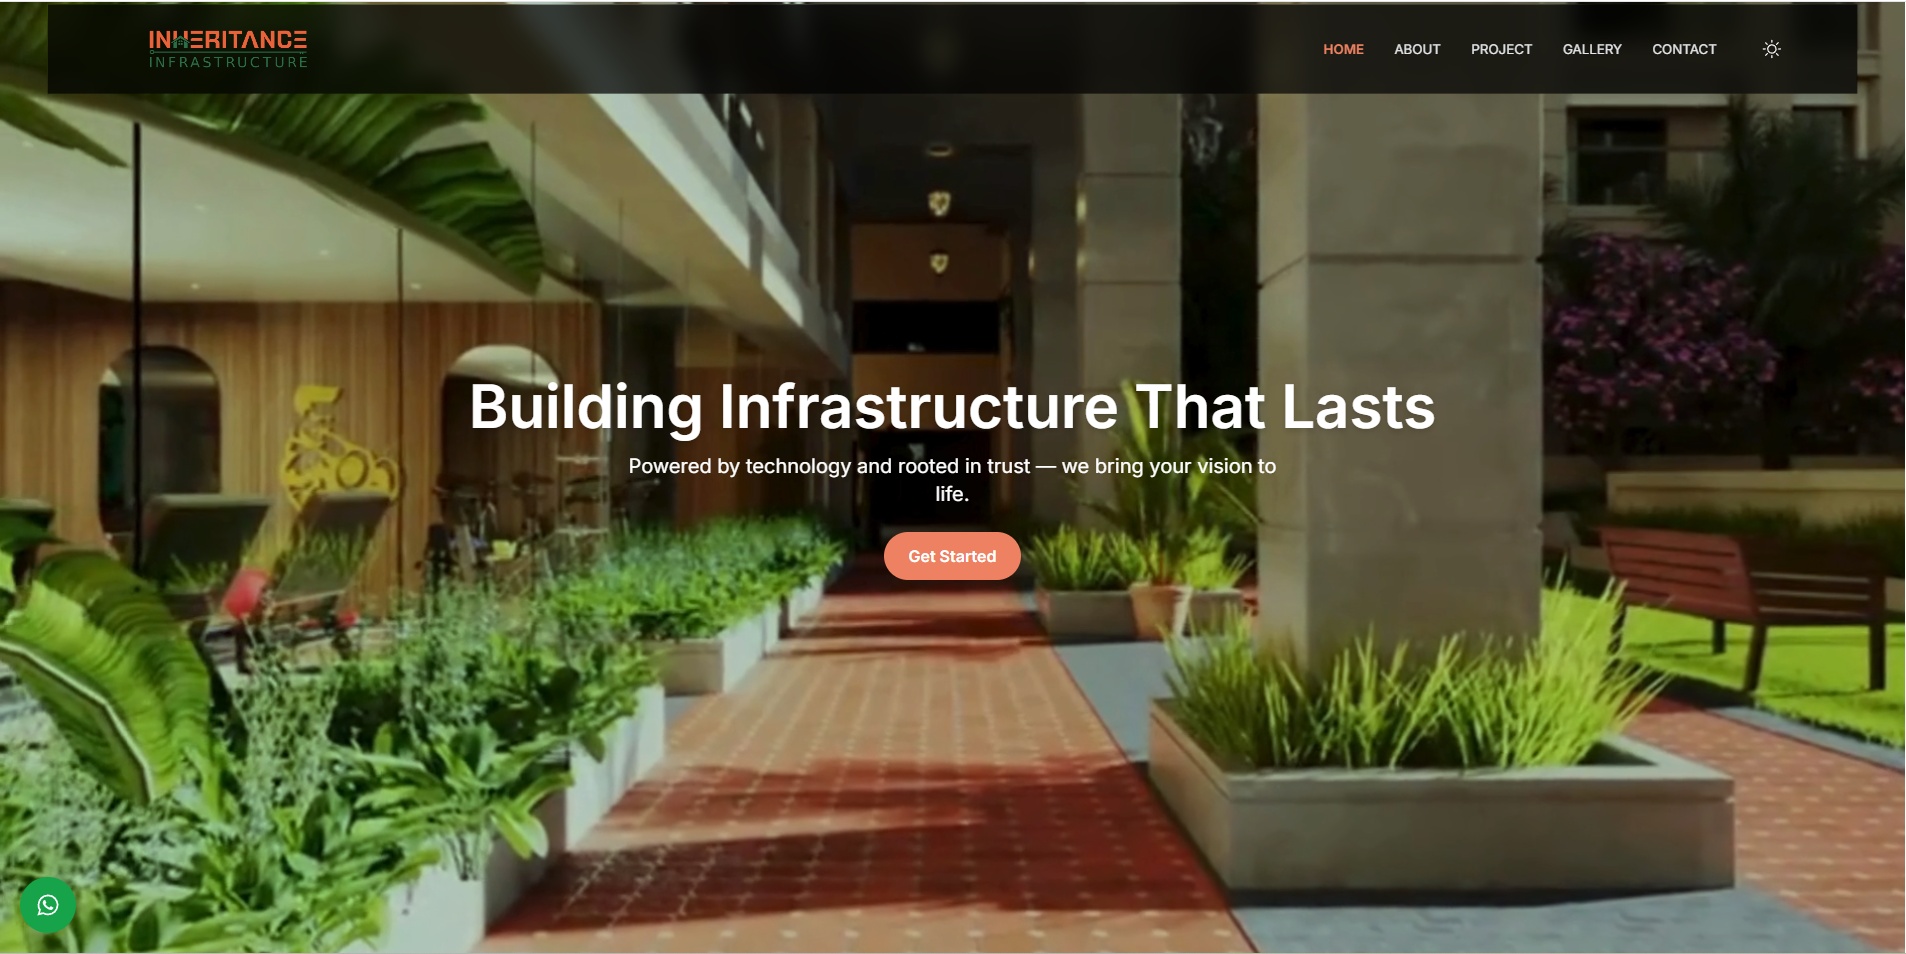 INHERITANCE
INFRASTRUCTURE
HOME ABOUT PROJECT GALLERY CONTACT
Building Infrastructure That Lasts
Powered by technology and rooted in trust — we bring your vision to
life.
Get Started